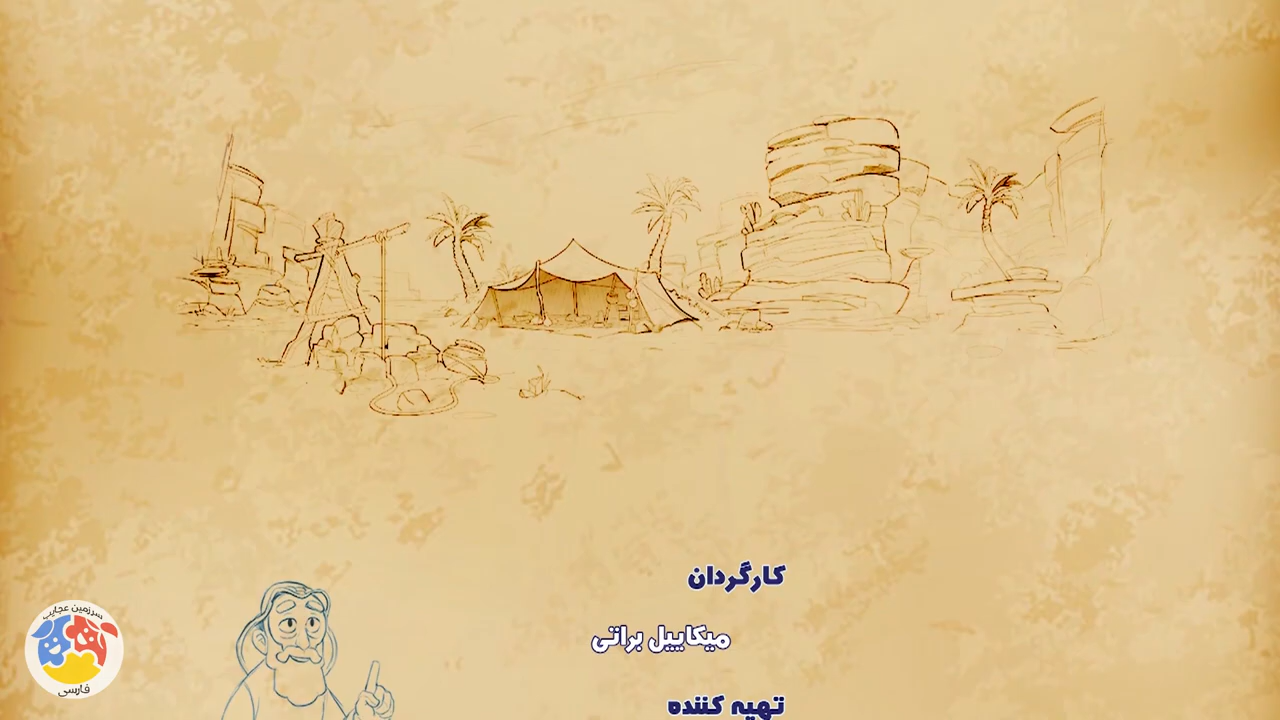 کارگردان
میکاییل براتی
تهیه کننده
سرزمین عجایب
فارسی